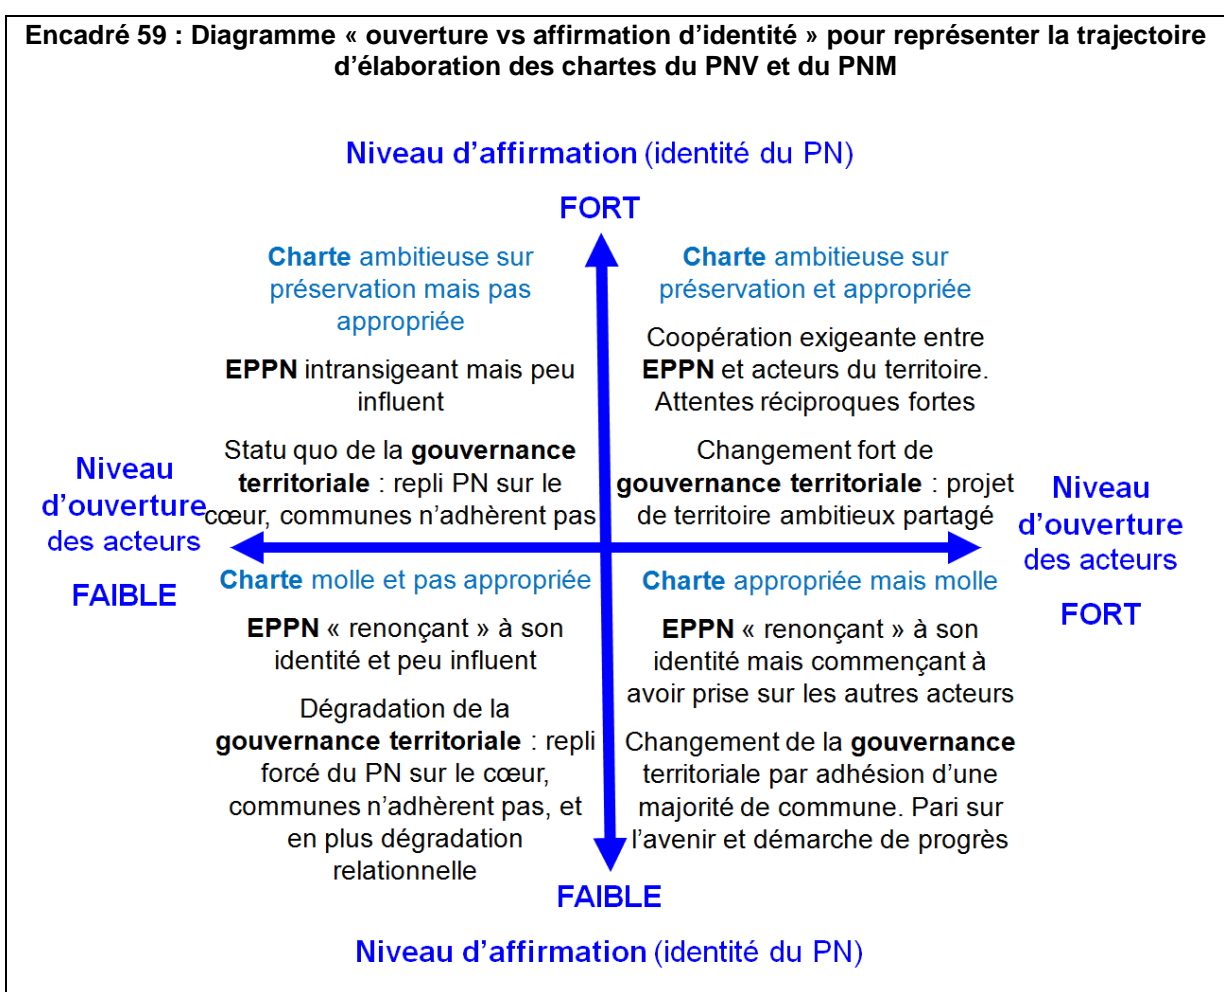 Encadré 59 : Diagramme « ouverture vs affirmation d’identité » pour représenter la trajectoire
d’élaboration des chartes du PNV et du PNM
Niveau d’affirmation (identité du PN)
FORT
Charte ambitieuse sur
préservation mais pas
appropriée
EPPN intransigeant mais peu
influent
Statu quo de la gouvernance
territoriale : repli PN sur le
cœur, communes n’adhèrent pas
Charte ambitieuse sur
préservation et appropriée
Coopération exigeante entre
EPPN et acteurs du territoire.
Attentes réciproques fortes
Changement fort de
gouvernance territoriale : projet
de territoire ambitieux partagé
Niveau
d’ouverture
des acteurs
FAIBLE
Niveau
d’ouverture
des acteurs
FORT
Charte molle et pas appropriée
EPPN « renonçant » à son
identité et peu influent
Dégradation de la
gouvernance territoriale : repli
forcé du PN sur le cœur,
communes n’adhèrent pas, et
en plus dégradation
relationnelle
Charte appropriée mais molle
EPPN « renonçant » à son
identité mais commençant à
avoir prise sur les autres acteurs
Changement de la gouvernance
territoriale par adhésion d’une
majorité de commune. Pari sur
l’avenir et démarche de progrès
FAIBLE
Niveau d’affirmation (identité du PN)